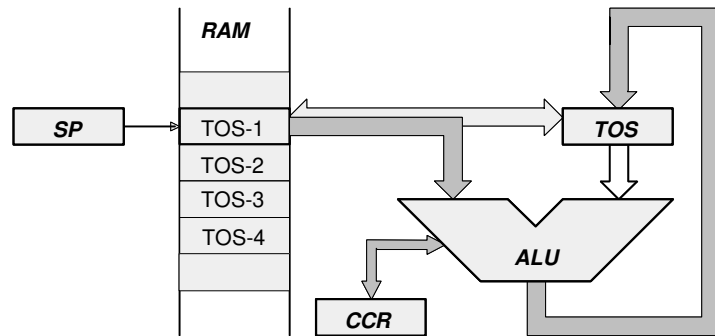 RAM
SP
TOS-1
TOS
TOS-2
TOS-3
TOS-4
ALU
CCR